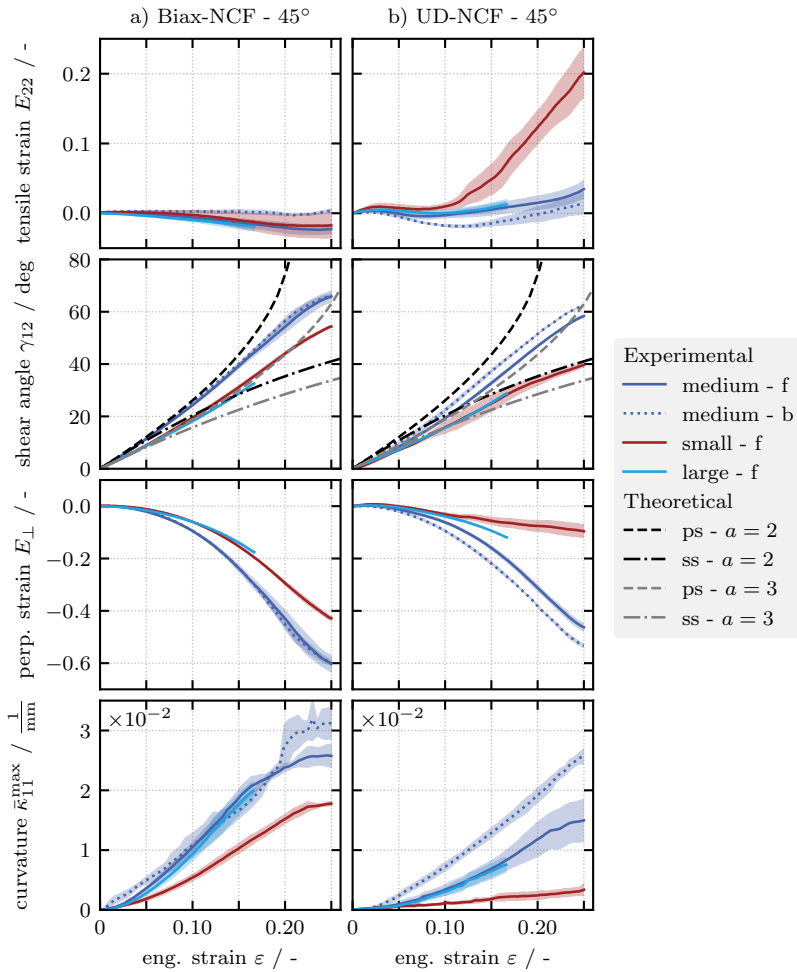 a) Biax-NCF - 45°
b) UD-NCF - 45°
tensile strain E₂₂ / -
0.2
0.1
0.0
shear angle γ₁₂ / deg
80
60
40
20
0
perp. strain E⊥ / -
0.0
−0.2
−0.4
−0.6
curvature κ̄₁₁ᵐᵃˣ / 1/mm
×10⁻²
×10⁻²
3
2
1
0
0 0.10 0.20
0 0.10 0.20
eng. strain ε / -
eng. strain ε / -
Experimental
medium - f
medium - b
small - f
large - f
Theoretical
ps - a = 2
ss - a = 2
ps - a = 3
ss - a = 3